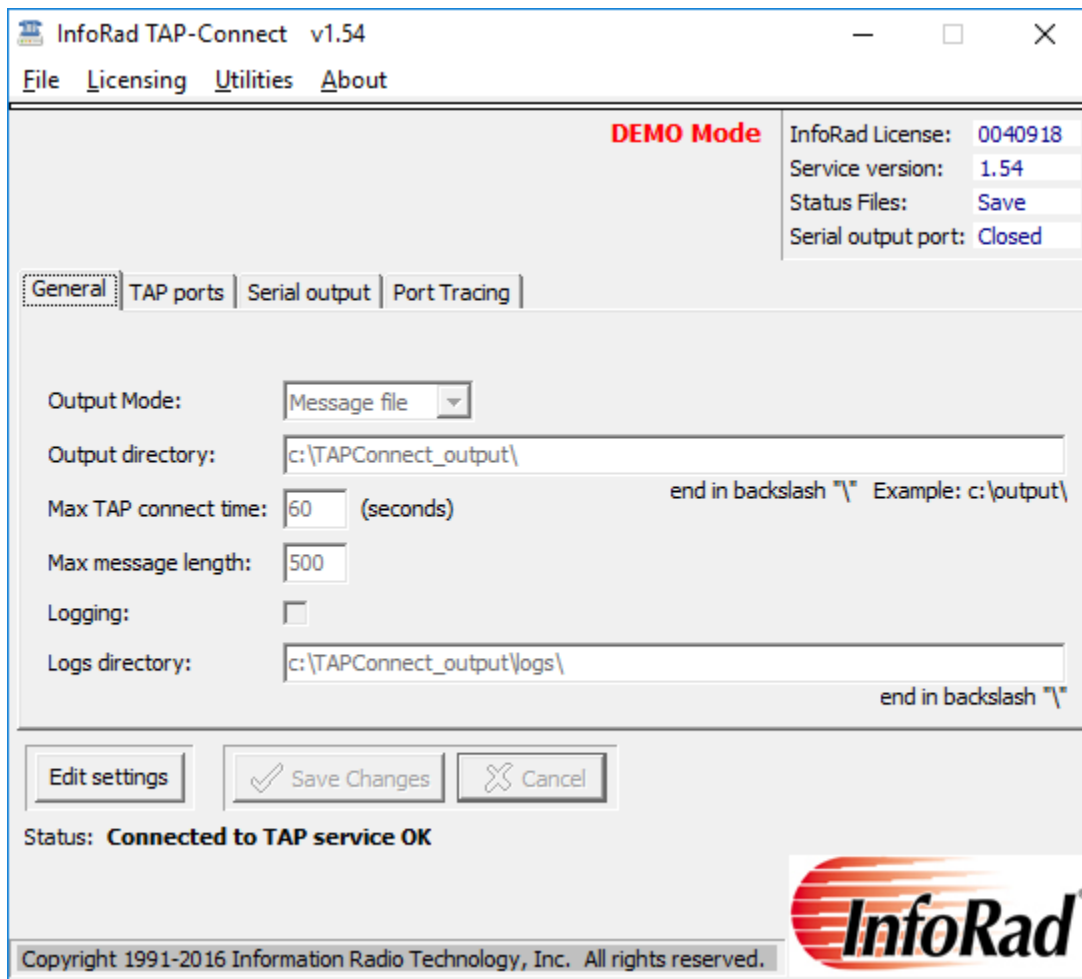 InfoRad TAP-Connect v1.54
File Licensing Utilities About
DEMO Mode
InfoRad License: 0040918
Service version: 1.54
Status Files: Save
Serial output port: Closed
General TAP ports Serial output Port Tracing
Output Mode: Message file
Output directory: c:\TAPConnect_output\
end in backslash "\" Example: c:\output\
Max TAP connect time: 60 (seconds)
Max message length: 500
Logging:
Logs directory: c:\TAPConnect_output\logs\
end in backslash "\"
Edit settings Save Changes Cancel
Status: Connected to TAP service OK
InfoRad
Copyright 1991-2016 Information Radio Technology, Inc. All rights reserved.